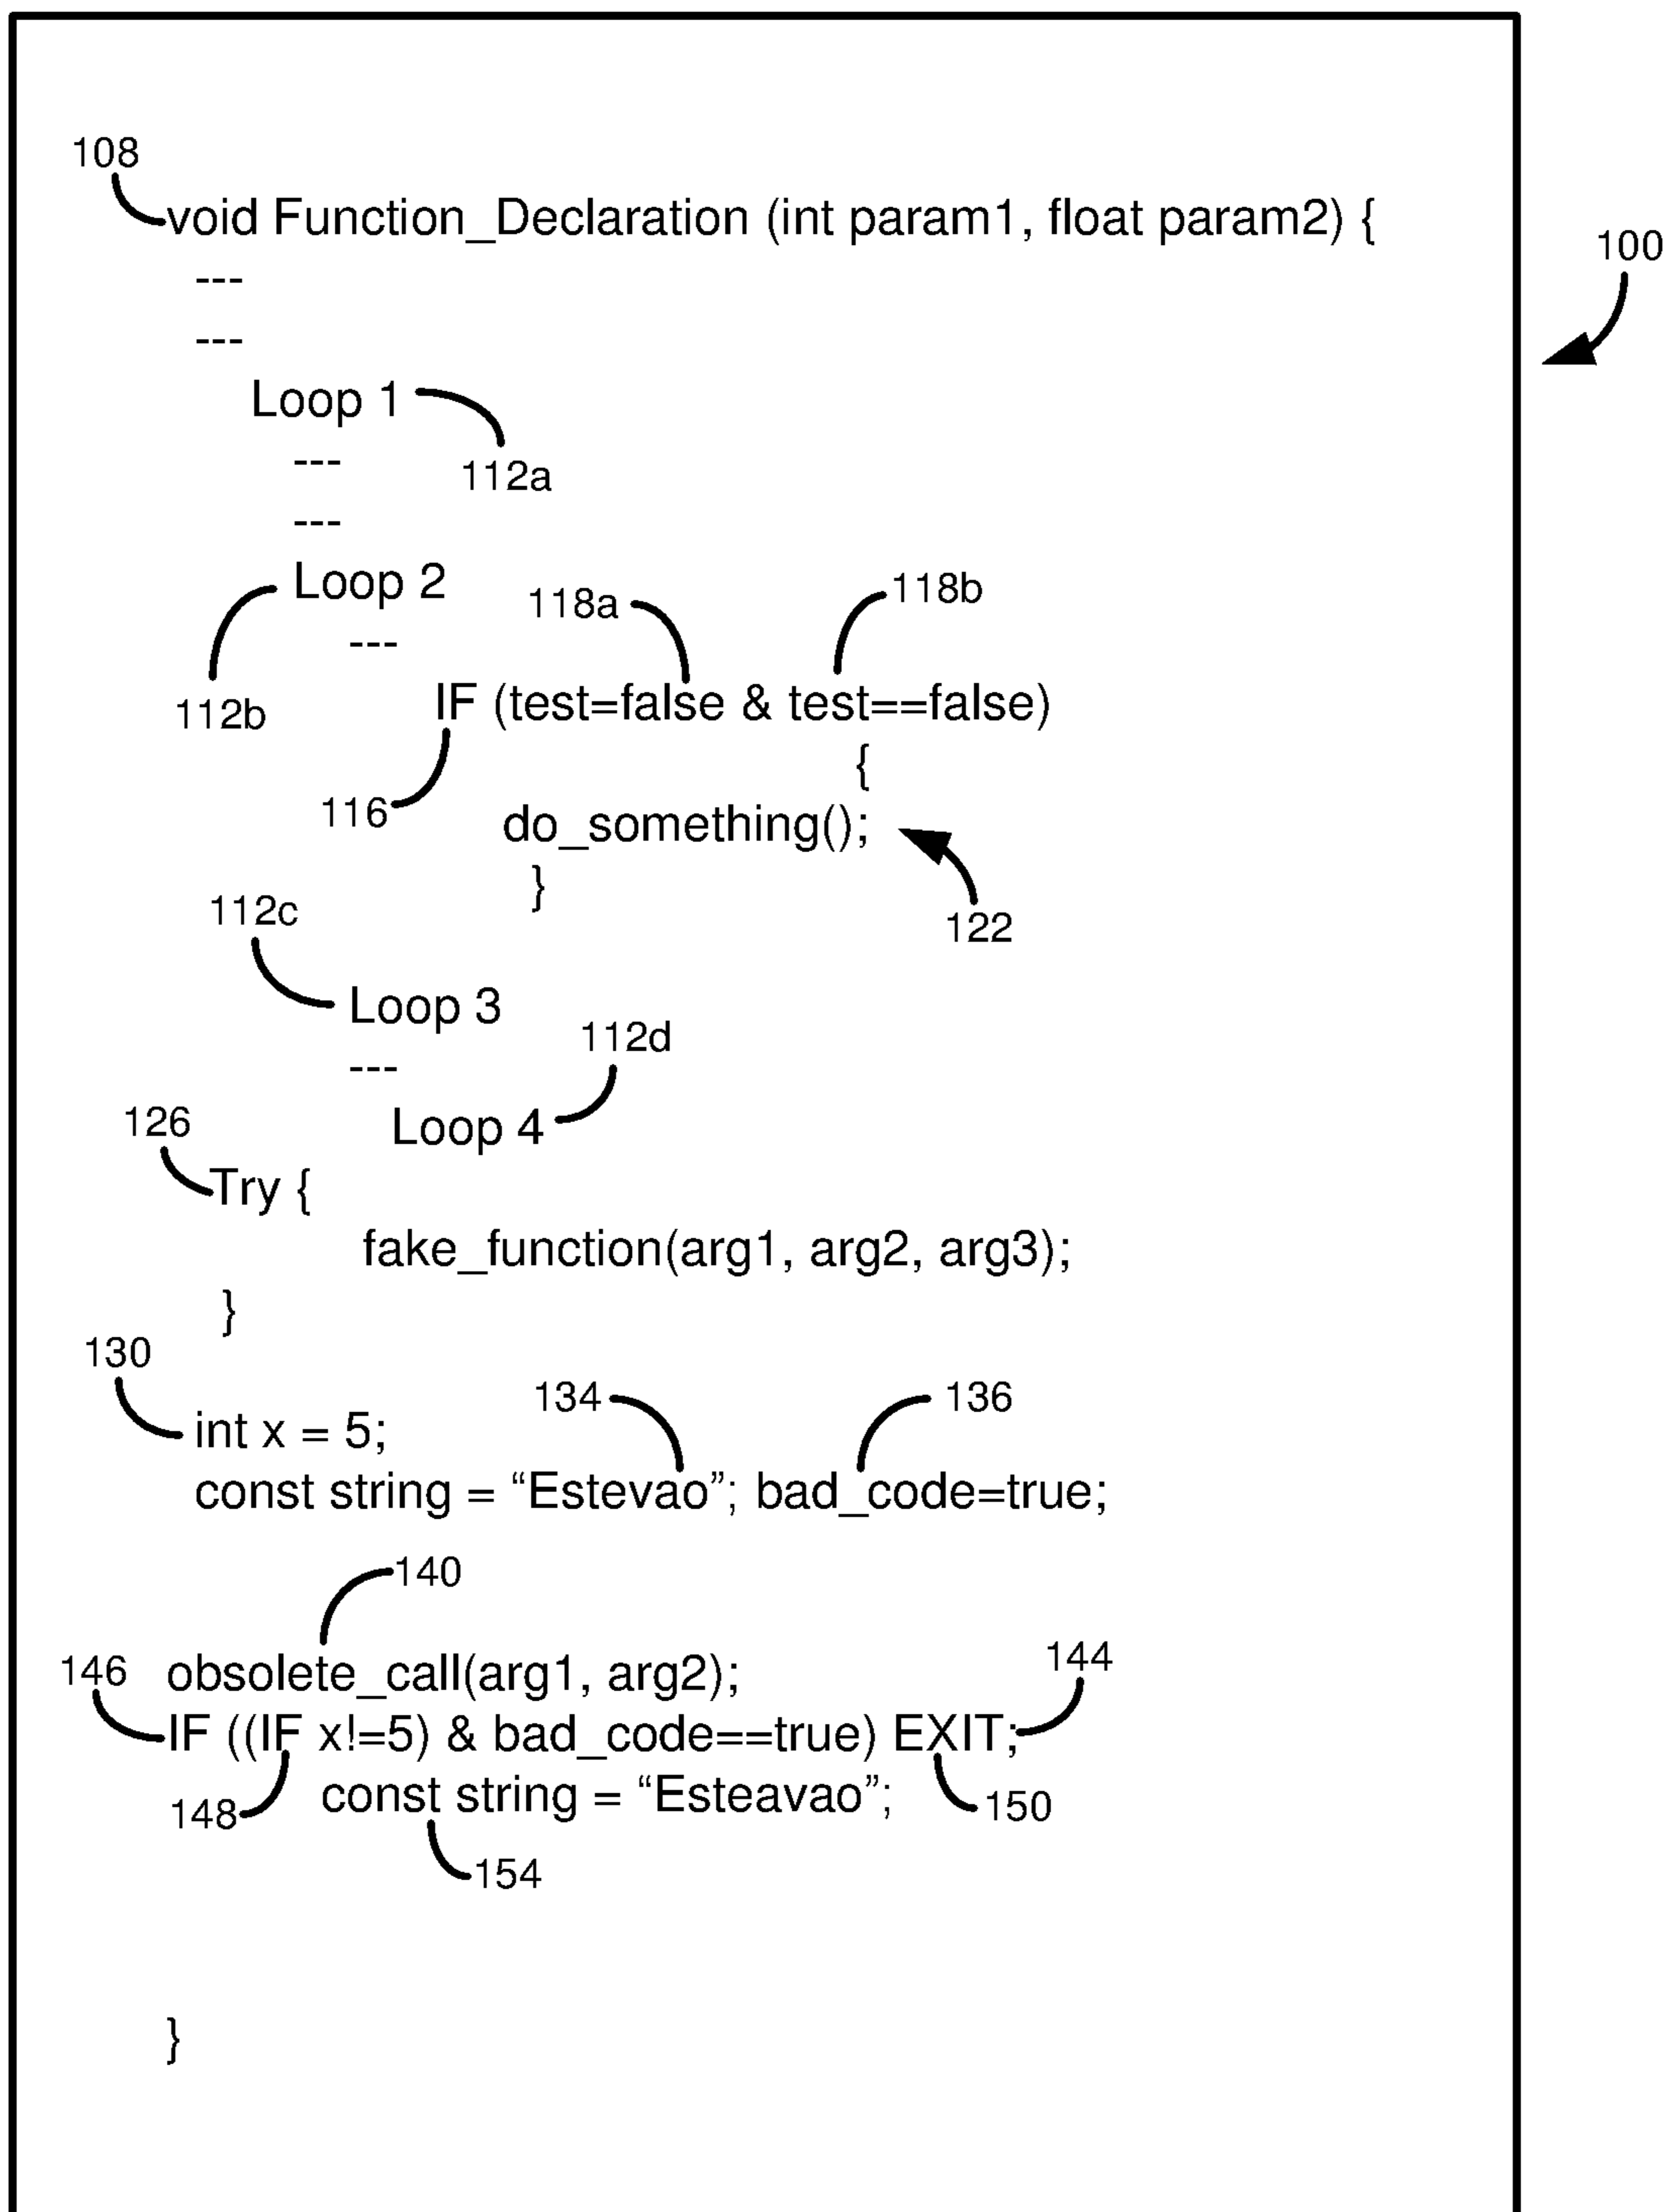 108
void Function_Declaration (int param1, float param2) {
100
---
---
Loop 1
112a
---
---
Loop 2
112b
118a
118b
---
IF (test=false & test==false)
116
{
do_something();
122
}
112c
Loop 3
112d
---
Loop 4
126
Try {
fake_function(arg1, arg2, arg3);
}
130
134
136
int x = 5;
const string = “Estevao”; bad_code=true;
140
146
144
obsolete_call(arg1, arg2);
IF ((IF x!=5) & bad_code==true) EXIT;
148
const string = “Esteavao”;
150
154
}